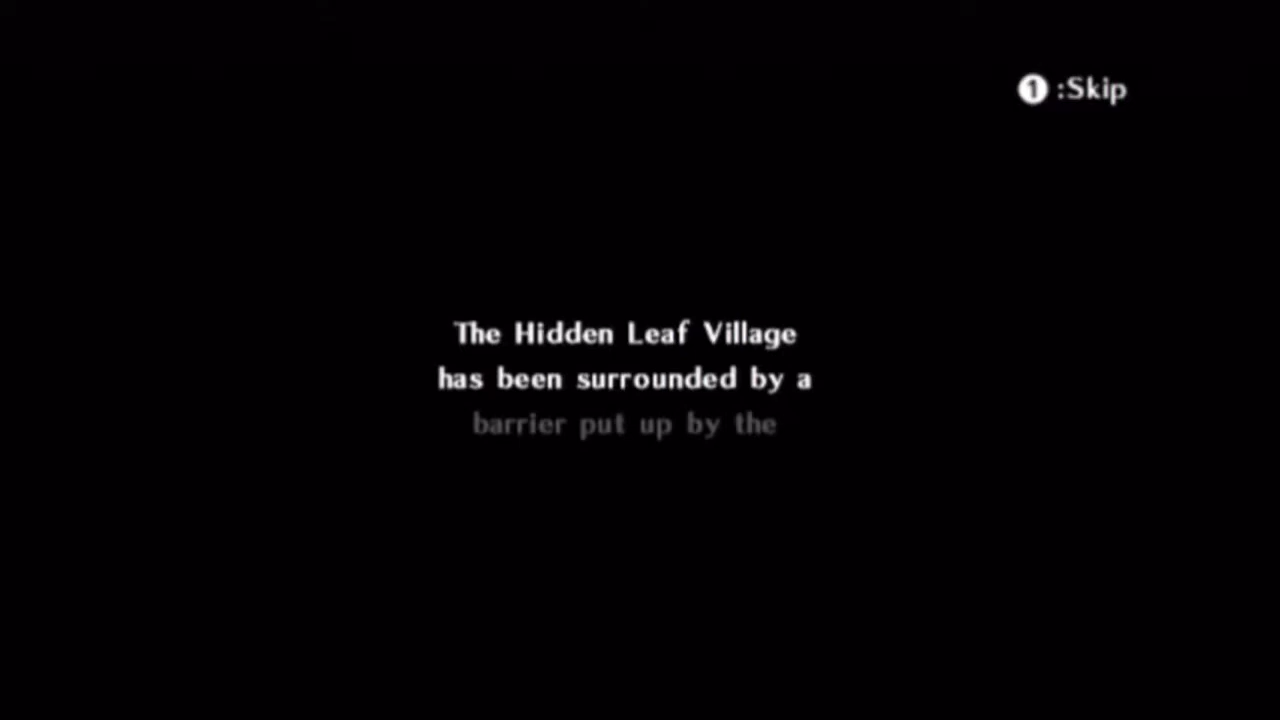 1 :Skip
The Hidden Leaf Village
has been surrounded by a
barrier put up by the